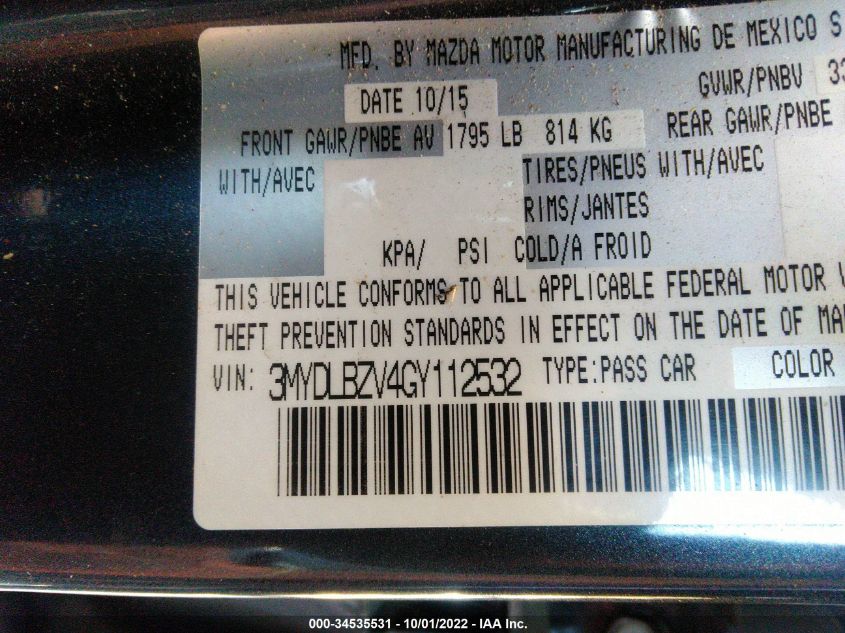 MFD. BY MAZDA MOTOR MANUFACTURING DE MEXICO S
DATE 10/15 GVWR/PNBV 33
FRONT GAWR/PNBE AV 1795 LB 814 KG REAR GAWR/PNBE
WITH/AVEC TIRES/PNEUS WITH/AVEC
RIMS/JANTES
KPA/ PSI COLD/A FROID
THIS VEHICLE CONFORMS TO ALL APPLICABLE FEDERAL MOTOR V
THEFT PREVENTION STANDARDS IN EFFECT ON THE DATE OF MA
VIN: 3MYDLBZV4GY112532 TYPE:PASS CAR COLOR
000-34535531 - 10/01/2022 - IAA Inc.